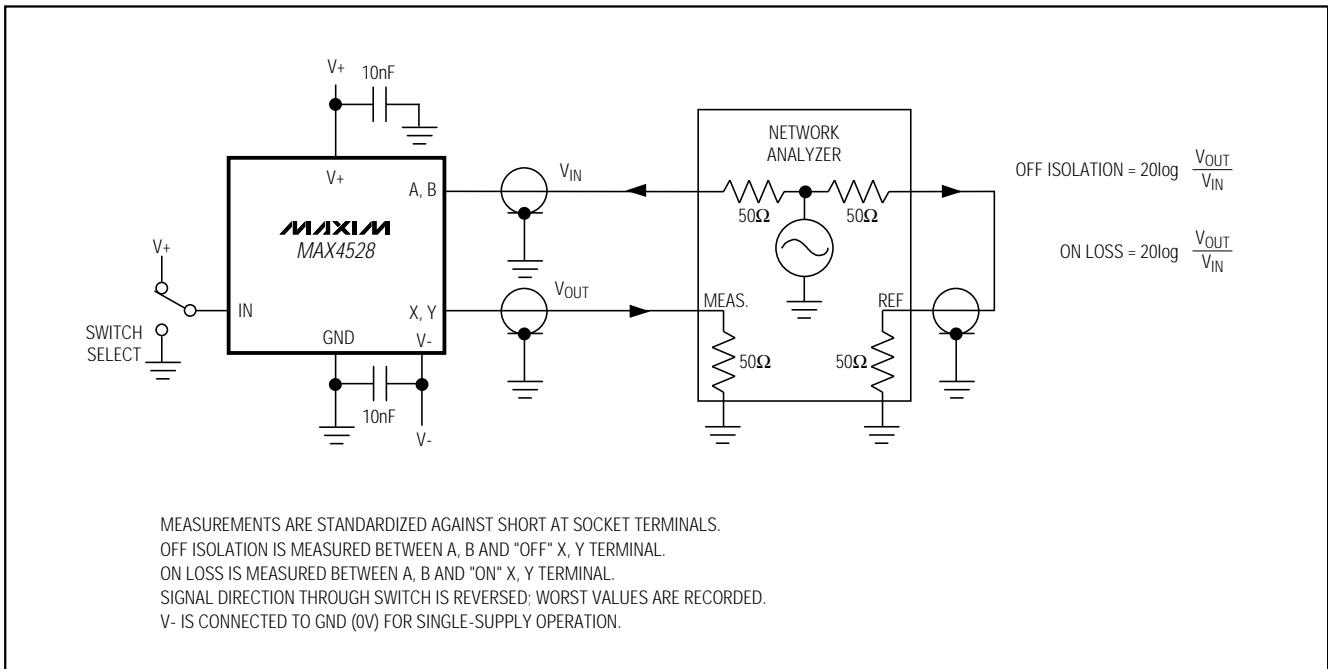 V+
10nF
V+
A, B
MAXIM
MAX4528
V+
IN
SWITCH
SELECT
GND
X, Y
V-
10nF
V-
VIN
VOUT
NETWORK
ANALYZER
50Ω
50Ω
MEAS.
REF
50Ω
50Ω
OFF ISOLATION = 20log VOUT
VIN
ON LOSS = 20log VOUT
VIN
MEASUREMENTS ARE STANDARDIZED AGAINST SHORT AT SOCKET TERMINALS.
OFF ISOLATION IS MEASURED BETWEEN A, B AND "OFF" X, Y TERMINAL.
ON LOSS IS MEASURED BETWEEN A, B AND "ON" X, Y TERMINAL.
SIGNAL DIRECTION THROUGH SWITCH IS REVERSED; WORST VALUES ARE RECORDED.
V- IS CONNECTED TO GND (0V) FOR SINGLE-SUPPLY OPERATION.